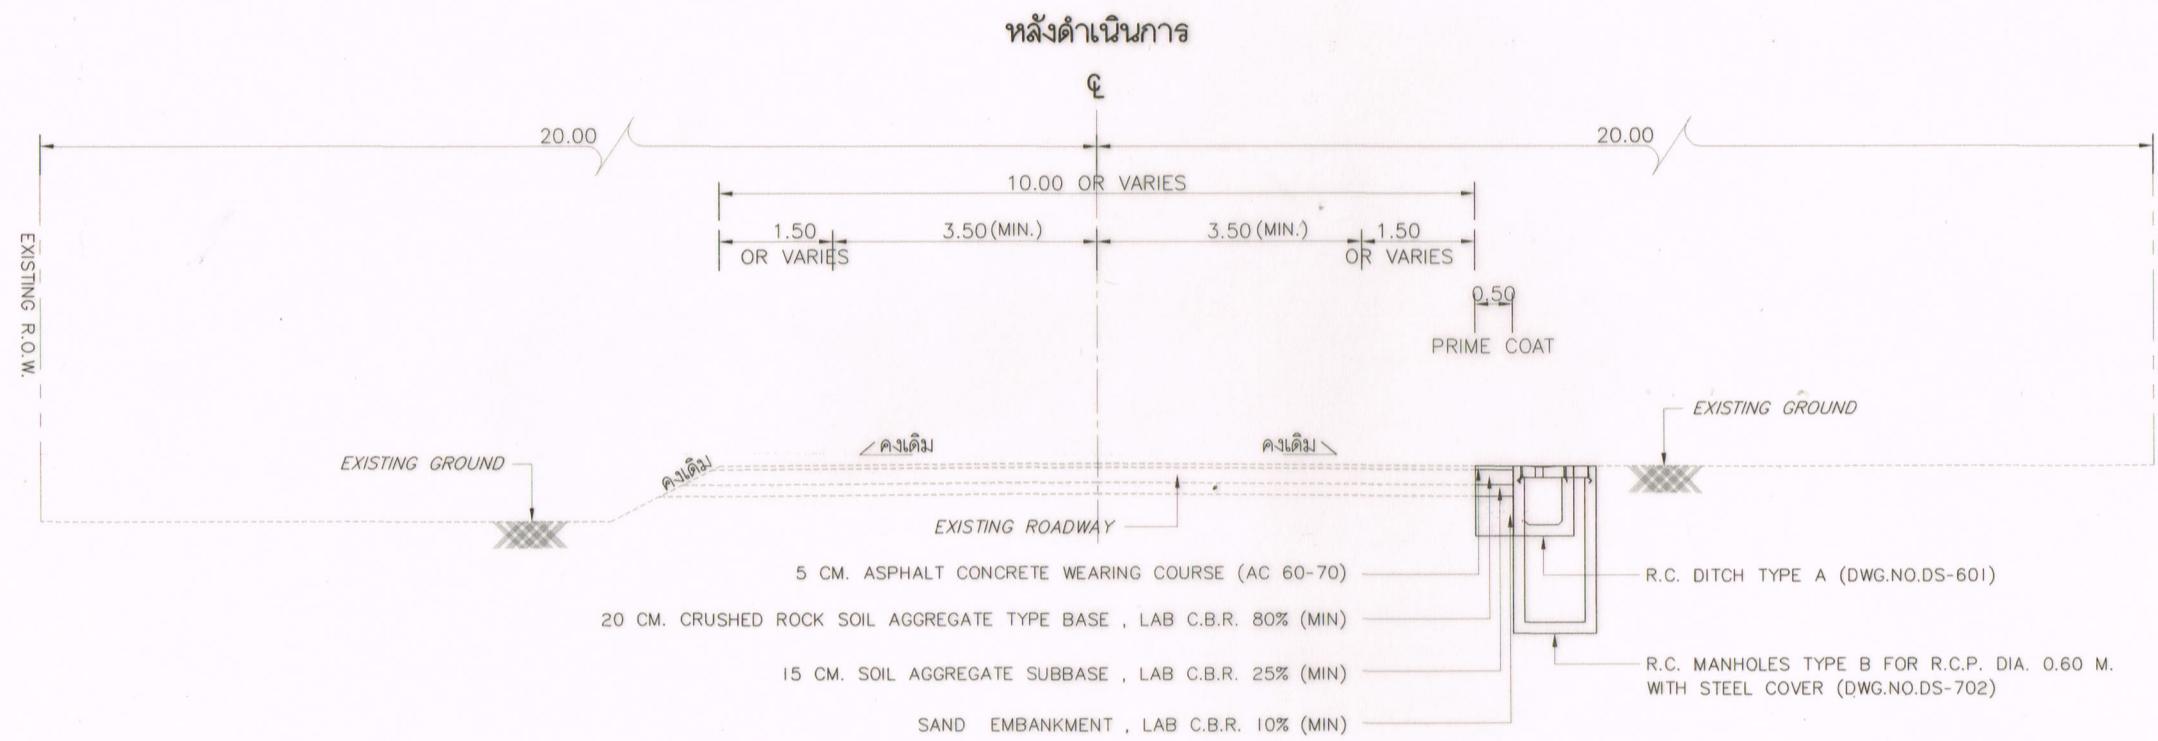 หลังดำเนินการ
℄
20.00
20.00
10.00 OR VARIES
1.50
OR VARIES
3.50(MIN.)
3.50(MIN.)
1.50
OR VARIES
0.50
PRIME COAT
EXISTING R.O.W.
EXISTING GROUND
EXISTING GROUND
คงเดิม
คงเดิม
คงเดิม
EXISTING ROADWAY
5 CM. ASPHALT CONCRETE WEARING COURSE (AC 60-70)
20 CM. CRUSHED ROCK SOIL AGGREGATE TYPE BASE , LAB C.B.R. 80% (MIN)
15 CM. SOIL AGGREGATE SUBBASE , LAB C.B.R. 25% (MIN)
SAND EMBANKMENT , LAB C.B.R. 10% (MIN)
R.C. DITCH TYPE A (DWG.NO.DS-601)
R.C. MANHOLES TYPE B FOR R.C.P. DIA. 0.60 M.
WITH STEEL COVER (DWG.NO.DS-702)